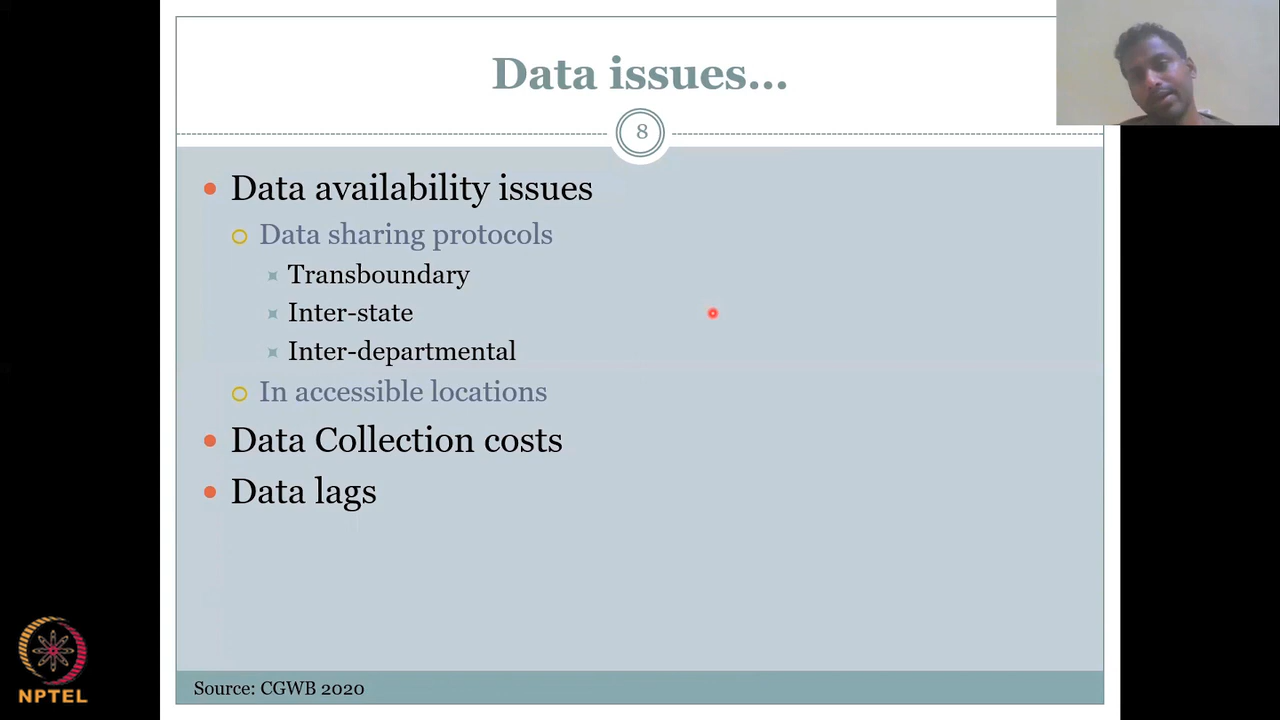 Data issues...
8
Data availability issues
Data sharing protocols
Transboundary
Inter-state
Inter-departmental
In accessible locations
Data Collection costs
Data lags
Source: CGWB 2020
NPTEL